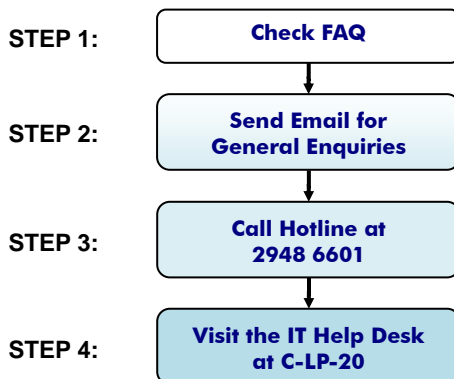 STEP 1:
Check FAQ
STEP 2:
Send Email for
General Enquiries
STEP 3:
Call Hotline at
2948 6601
STEP 4:
Visit the IT Help Desk
at C-LP-20